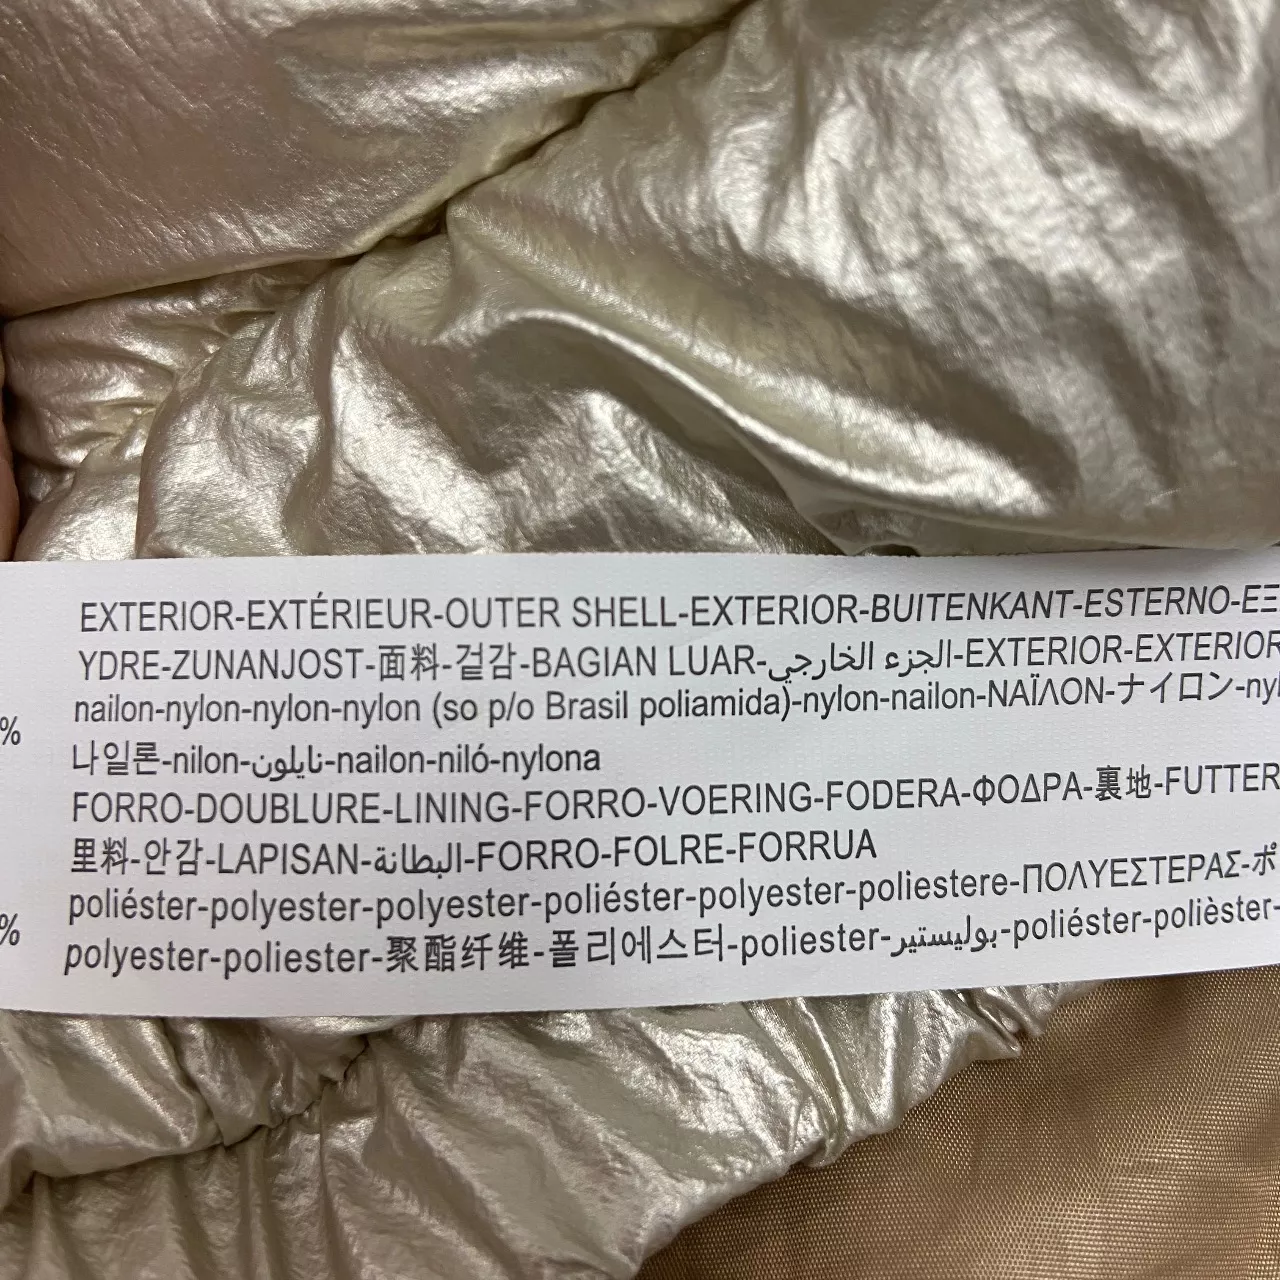 EXTERIOR-EXTÉRIEUR-OUTER SHELL-EXTERIOR-BUITENKANT-ESTERNO-ΕΞ
YDRE-ZUNANJOST-面料-겉감-BAGIAN LUAR-الجزء الخارجي-EXTERIOR-EXTERIOR
nailon-nylon-nylon-nylon (so p/o Brasil poliamida)-nylon-nailon-ΝΑΪΛΟΝ-ナイロン-nyl
%
나일론-nilon-نايلون-nailon-niló-nylona
FORRO-DOUBLURE-LINING-FORRO-VOERING-FODERA-ΦΟΔΡΑ-裏地-FUTTER
里料-안감-LAPISAN-البطانة-FORRO-FOLRE-FORRUA
poliéster-polyester-polyester-poliéster-polyester-poliestere-ΠΟΛΥΕΣΤΕΡΑΣ-ポ
%
polyester-poliester-聚酯纤维-폴리에스터-poliester-بوليستير-poliéster-polièster-